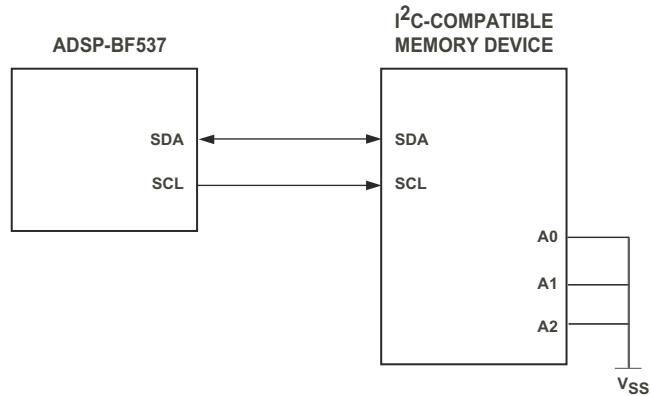 ADSP-BF537
I²C-COMPATIBLE
MEMORY DEVICE
SDA
SDA
SCL
SCL
A0
A1
A2
VSS